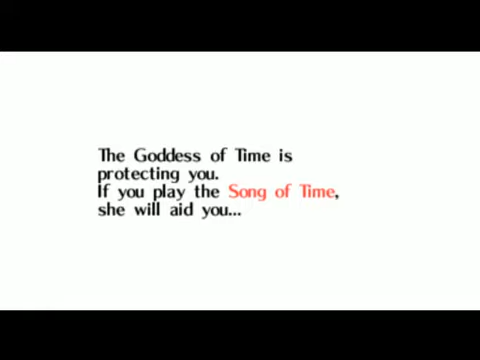 The Goddess of Time is
protecting you.
If you play the Song of Time,
she will aid you...